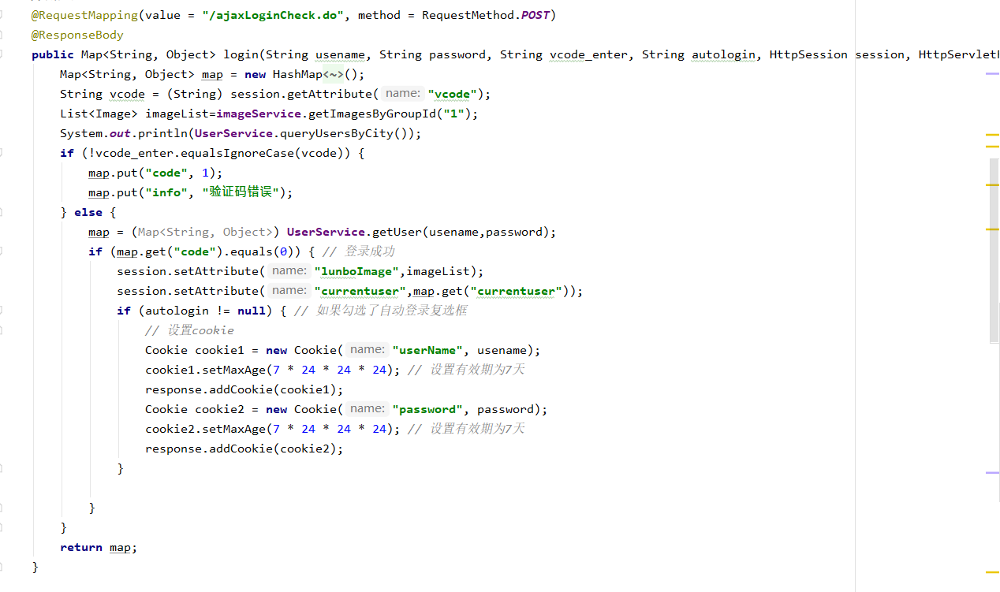 @RequestMapping(value = "/ajaxLoginCheck.do", method = RequestMethod.POST)
@ResponseBody
public Map<String, Object> login(String usename, String password, String vcode_enter, String autologin, HttpSession session,
Map<String, Object> map = new HashMap<~>();
String vcode = (String) session.getAttribute( name: "vcode");
List<Image> imageList=imageService.getImagesByGroupId("1");
System.out.println(UserService.queryUsersByCity());
if (!vcode_enter.equalsIgnoreCase(vcode)) {
map.put("code", 1);
map.put("info", "验证码错误");
} else {
map = (Map<String, Object>) UserService.getUser(usename,password);
if (map.get("code").equals(0)) { // 登录成功
session.setAttribute( name: "lunboImage",imageList);
session.setAttribute( name: "currentuser",map.get("currentuser"));
if (autologin != null) { // 如果勾选了自动登录复选框
// 设置cookie
Cookie cookie1 = new Cookie( name: "userName", usename);
cookie1.setMaxAge(7 * 24 * 24 * 24); // 设置有效期为7天
response.addCookie(cookie1);
Cookie cookie2 = new Cookie( name: "password", password);
cookie2.setMaxAge(7 * 24 * 24 * 24); // 设置有效期为7天
response.addCookie(cookie2);
}
}
}
return map;
}